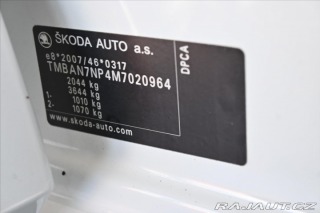 ŠKODA AUTO a.s.
e8*2007/46*0317
TMBAN7NP4M7020964
2044 kg
3644 kg
1- 1010 kg
2- 1070 kg
www.skoda-auto.com
DPCA
RAJAUT.CZ